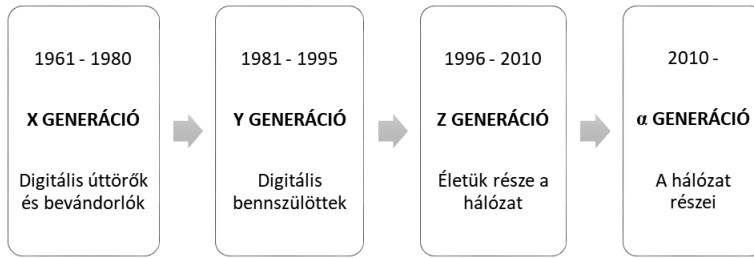 1961 - 1980
X GENERÁCIÓ
Digitális úttörők
és bevándorlók
1981 - 1995
Y GENERÁCIÓ
Digitális
bennszülöttek
1996 - 2010
Z GENERÁCIÓ
Életük része a
hálózat
2010 -
α GENERÁCIÓ
A hálózat
részei